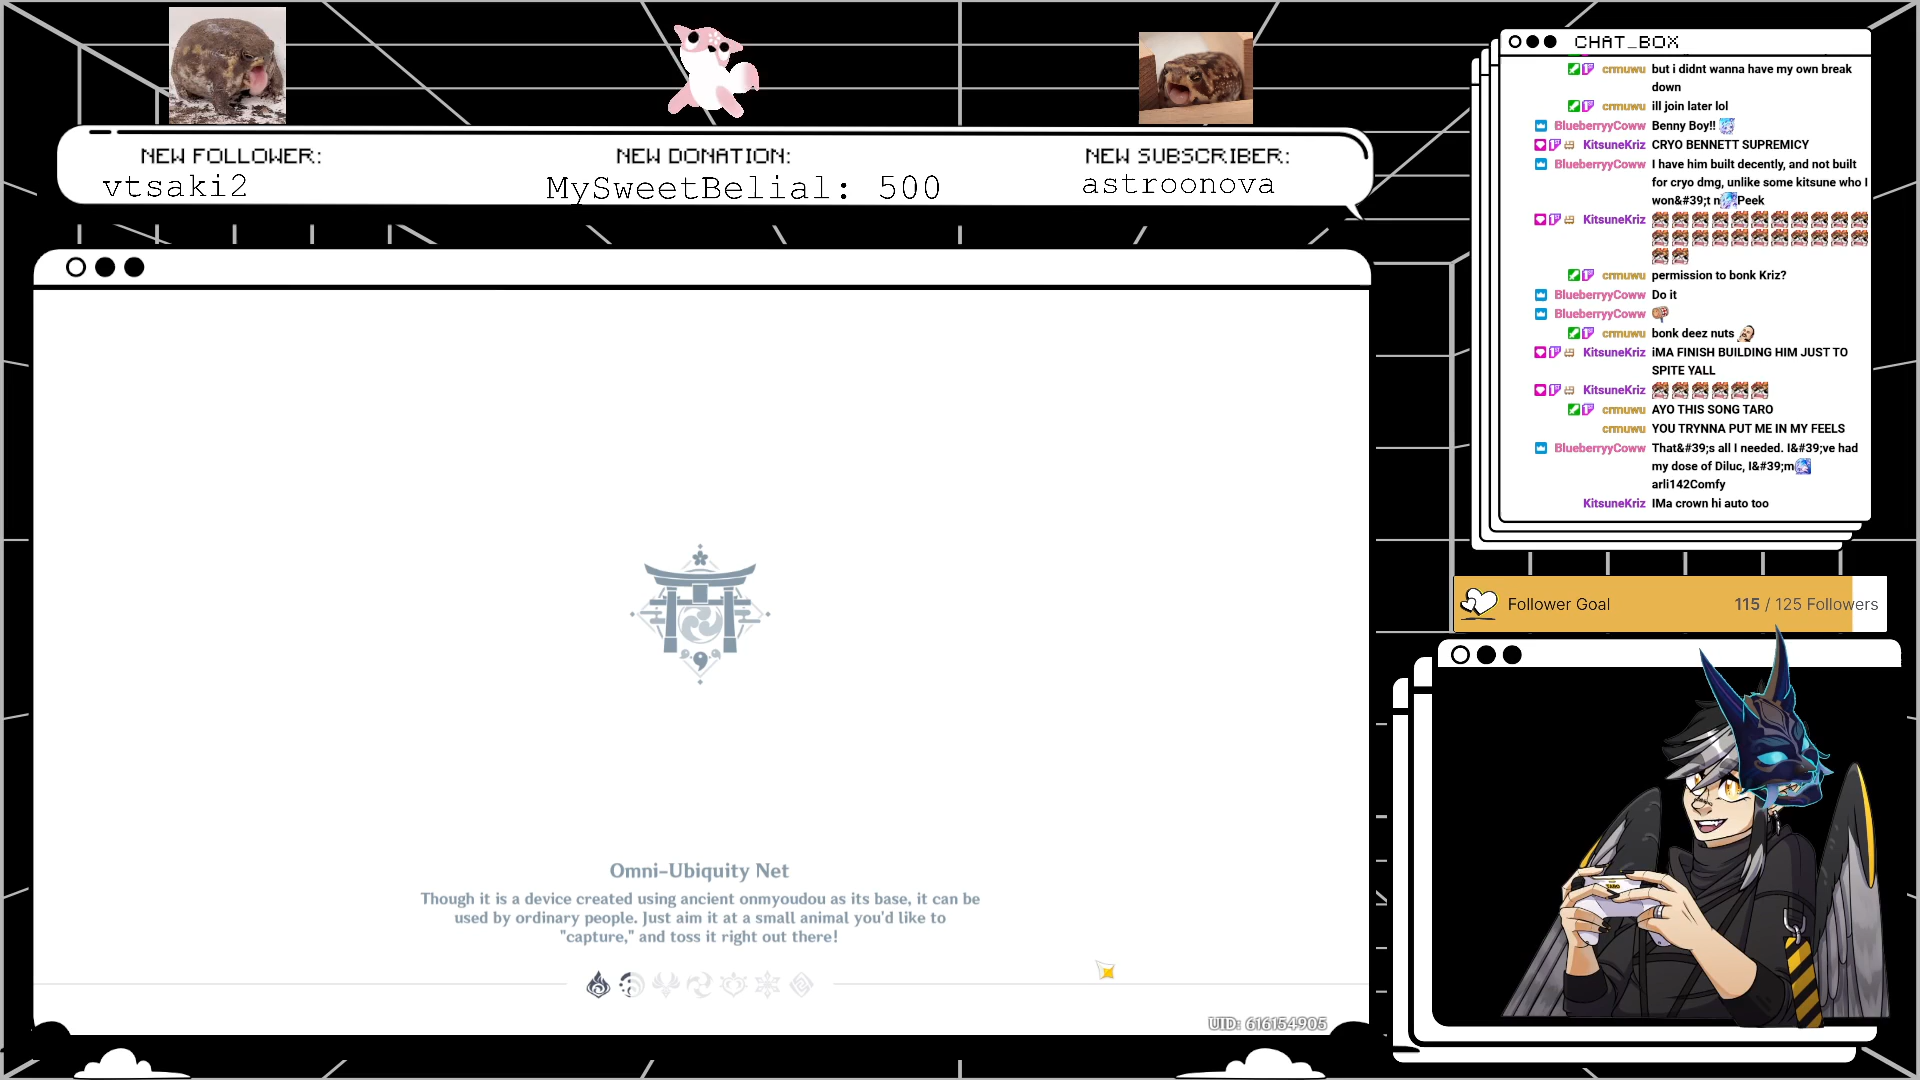 NEW FOLLOWER:
vtsaki2
NEW DONATION:
MySweetBelial: 500
NEW SUBSCRIBER:
astroonova
CHAT_BOX
crmuwu but i didnt wanna have my own break
down
crmuwu ill join later lol
BlueberryyCoww Benny Boy!!
KitsuneKriz CRYO BENNETT SUPREMICY
BlueberryyCoww I have him built decently, and not built
for cryo dmg, unlike some kitsune who I
won&#39;t n Peek
KitsuneKriz
crmuwu permission to bonk Kriz?
BlueberryyCoww Do it
BlueberryyCoww
crmuwu bonk deez nuts
KitsuneKriz iMA FINISH BUILDING HIM JUST TO
SPITE YALL
KitsuneKriz
crmuwu AYO THIS SONG TARO
crmuwu YOU TRYNNA PUT ME IN MY FEELS
BlueberryyCoww That&#39;s all I needed. I&#39;ve had
my dose of Diluc, I&#39;m
arli142Comfy
KitsuneKriz IMa crown hi auto too
Follower Goal 115 / 125 Followers
Omni-Ubiquity Net
Though it is a device created using ancient onmyoudou as its base, it can be
used by ordinary people. Just aim it at a small animal you'd like to
"capture," and toss it right out there!
UID: 616154905